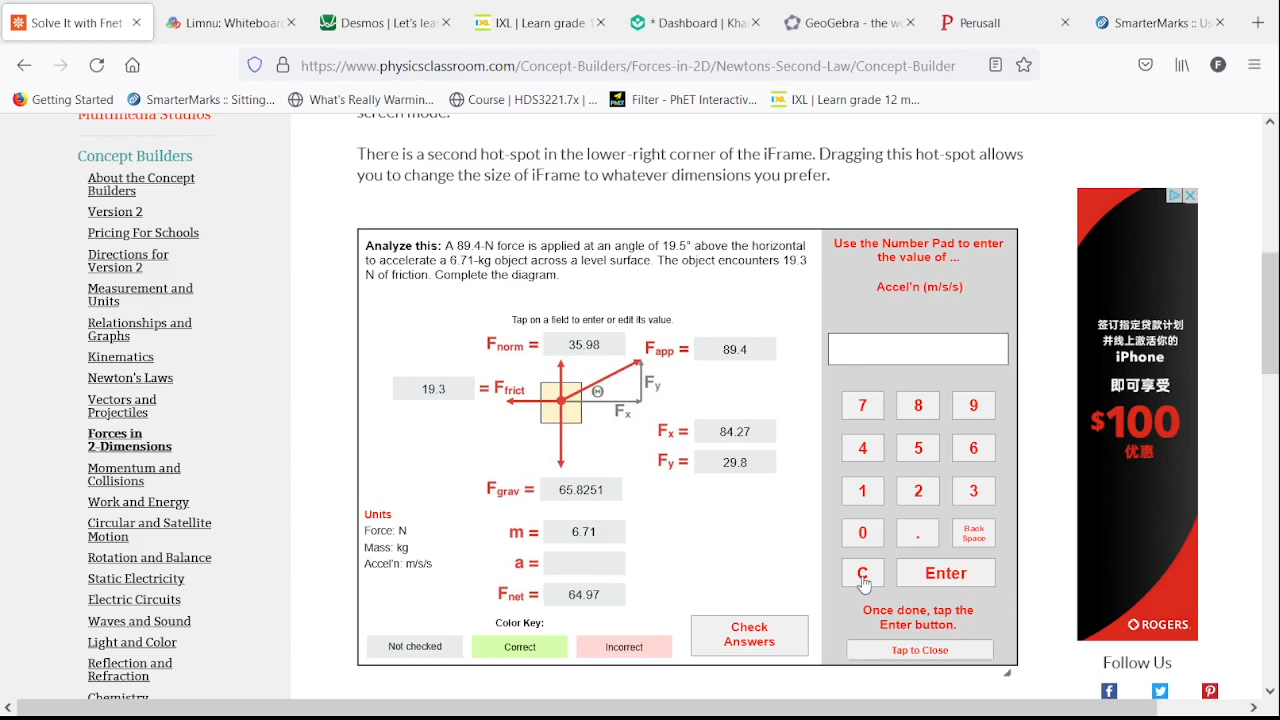 Solve It with Fnet
Limnu: Whiteboard
Desmos | Let's lea
IXL | Learn grade 1
* Dashboard | Kha
GeoGebra - the wo
Perusall
SmarterMarks :: Us
https://www.physicsclassroom.com/Concept-Builders/Forces-in-2D/Newtons-Second-Law/Concept-Builder
F
Getting Started
SmarterMarks :: Sitting...
What's Really Warmin...
Course | HDS3221.7x | ...
Filter - PhET Interactiv...
IXL | Learn grade 12 m...
Multimedia Studios
Concept Builders
About the Concept
Builders
Version 2
Pricing For Schools
Directions for
Version 2
Measurement and
Units
Relationships and
Graphs
Kinematics
Newton's Laws
Vectors and
Projectiles
Forces in
2-Dimensions
Momentum and
Collisions
Work and Energy
Circular and Satellite
Motion
Rotation and Balance
Static Electricity
Electric Circuits
Waves and Sound
Light and Color
Reflection and
Refraction
Chemistry
screen mode.
There is a second hot-spot in the lower-right corner of the iFrame. Dragging this hot-spot allows
you to change the size of iFrame to whatever dimensions you prefer.
Analyze this: A 89.4-N force is applied at an angle of 19.5° above the horizontal
to accelerate a 6.71-kg object across a level surface. The object encounters 19.3
N of friction. Complete the diagram.
Tap on a field to enter or edit its value.
Fnorm = 35.98
Fapp = 89.4
19.3 = Ffrict
Θ
Fy
Fx
Fx = 84.27
Fy = 29.8
Fgrav = 65.8251
Units
Force: N
Mass: kg
Accel'n: m/s/s
m = 6.71
a =
Fnet = 64.97
Color Key:
Not checked
Correct
Incorrect
Check
Answers
Use the Number Pad to enter
the value of ...
Accel'n (m/s/s)
7 8 9
4 5 6
1 2 3
0 . Back
Space
C Enter
Once done, tap the
Enter button.
Tap to Close
签订指定贷款计划
并线上激活你的
iPhone
即可享受
$100
优惠
ROGERS.
Follow Us